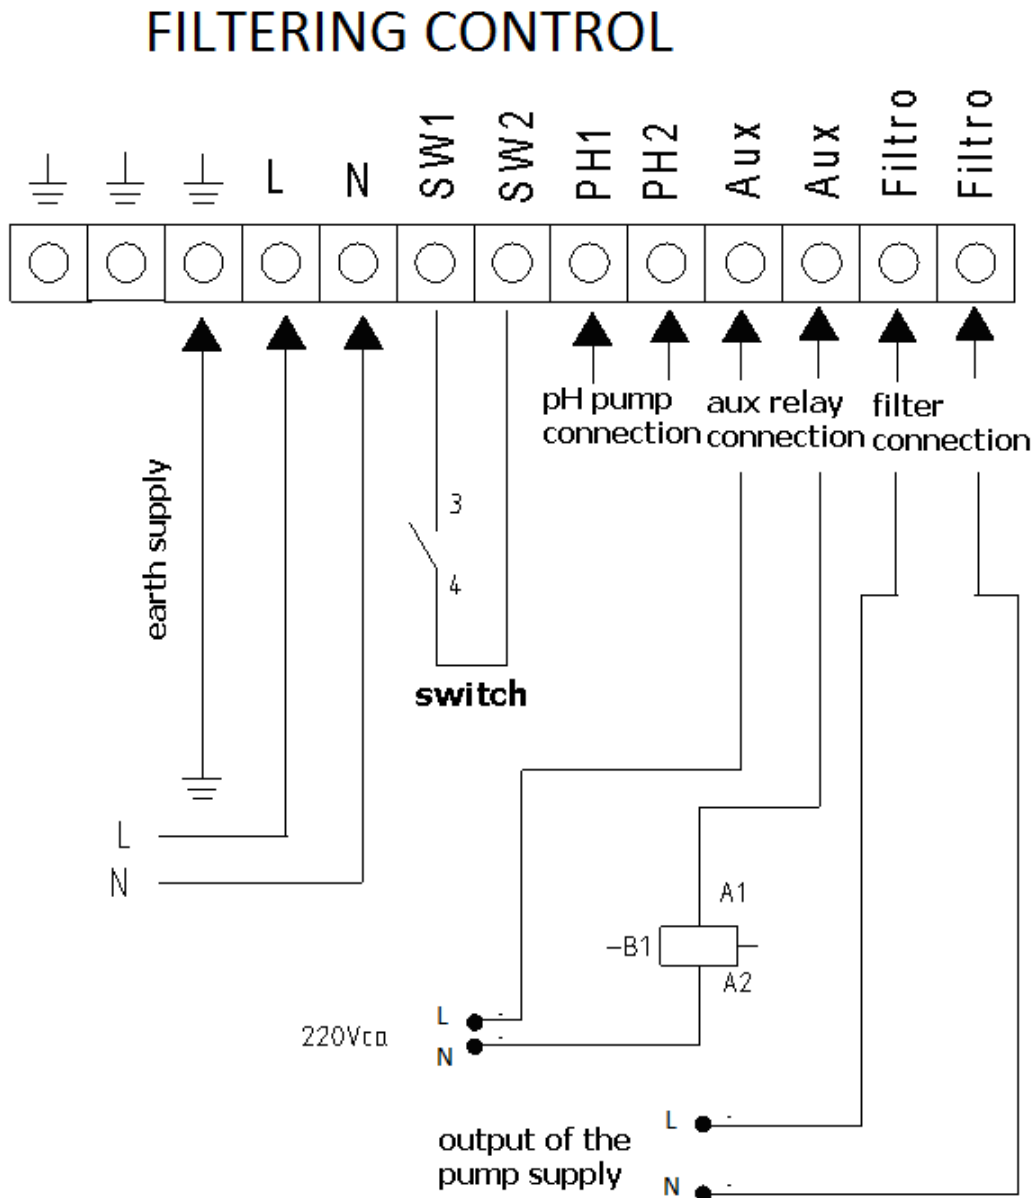 FILTERING CONTROL
L
N
SW1
SW2
PH1
PH2
Aux
Aux
Filtro
Filtro
pH pump
connection
aux relay
connection
filter
connection
earth supply
3
4
switch
L
N
A1
-B1
A2
220Vca
L
N
output of the
pump supply
L
N